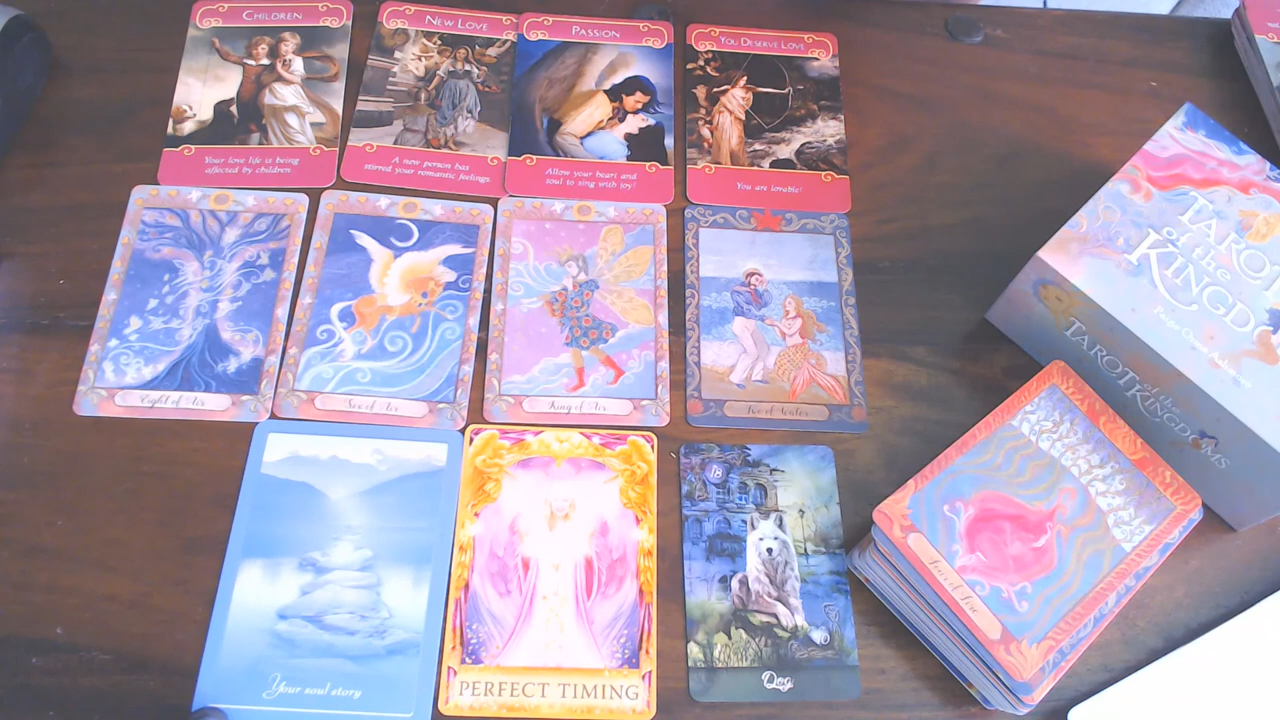 CHILDREN
Your love life is being
affected by children
NEW LOVE
A new person has
stirred your romantic feelings.
PASSION
Allow your heart and
soul to sing with joy!
YOU DESERVE LOVE
You are lovable!
Eight of Air
Six of Air
King of Air
Two of Water
Your soul story
PERFECT TIMING
18
Dog
TAROT
of the
KINGDO
TAROT of the
KINGDOMS